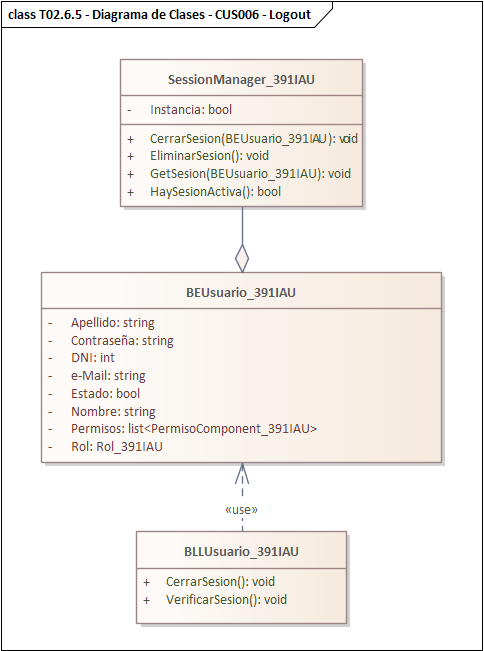 class T02.6.5 - Diagrama de Clases - CUS006 - Logout
SessionManager_391IAU
- Instancia: bool
+ CerrarSesion(BEUsuario_391IAU): void
+ EliminarSesion(): void
+ GetSesion(BEUsuario_391IAU): void
+ HaySesionActiva(): bool
BEUsuario_391IAU
- Apellido: string
- Contraseña: string
- DNI: int
- e-Mail: string
- Estado: bool
- Nombre: string
- Permisos: list<PermisoComponent_391IAU>
- Rol: Rol_391IAU
«use»
BLLUsuario_391IAU
+ CerrarSesion(): void
+ VerificarSesion(): void